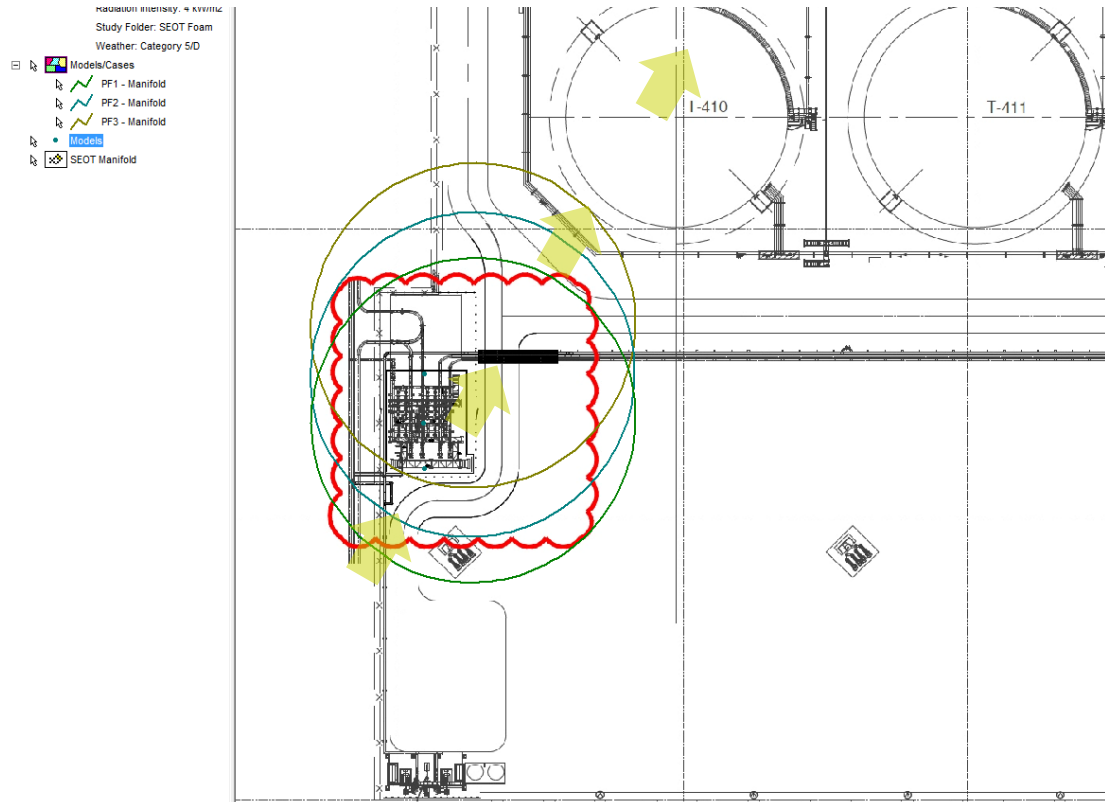 Radiation Intensity: 4 kW/m2
Study Folder: SEOT Foam
Weather: Category 5/D
Models/Cases
PF1 - Manifold
PF2 - Manifold
PF3 - Manifold
Models
SEOT Manifold
T-410
T-411